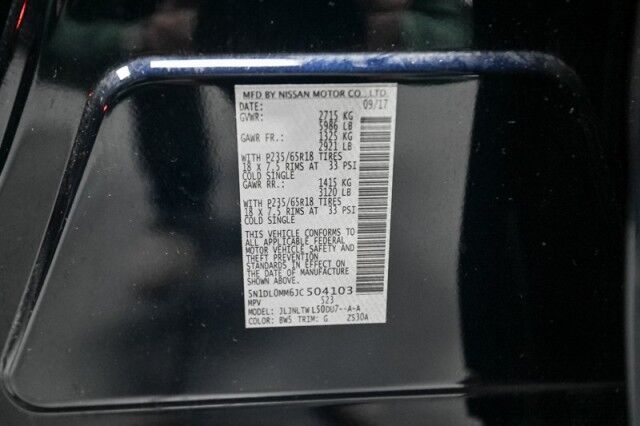 MFD BY NISSAN MOTOR CO., LTD.
DATE: 09/17
GVWR: 2715 KG
5986 LB
GAWR FR.: 1325 KG
2921 LB
WITH P235/65R18 TIRES
18 X 7.5 RIMS AT 33 PSI
COLD SINGLE
GAWR RR.: 1415 KG
3120 LB
WITH P235/65R18 TIRES
18 X 7.5 RIMS AT 33 PSI
COLD SINGLE
THIS VEHICLE CONFORMS TO
ALL APPLICABLE FEDERAL
MOTOR VEHICLE SAFETY AND
THEFT PREVENTION
STANDARDS IN EFFECT ON
THE DATE OF MANUFACTURE
SHOWN ABOVE.
5N1DL0MM6JC504103
MPV 523
MODEL: JLJNLTWL50DU7--A-A
COLOR: BW5 TRIM: G ZS30A